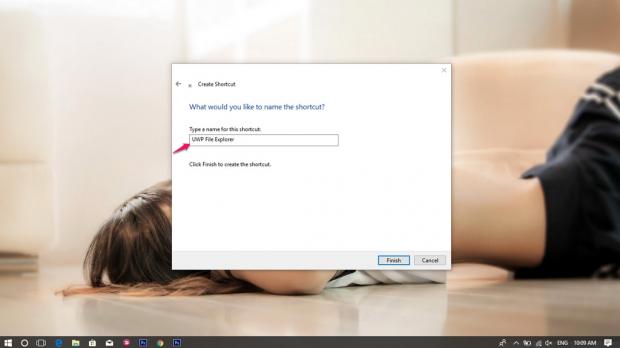 Create Shortcut
What would you like to name the shortcut?
Type a name for this shortcut:
UWP File Explorer
Click Finish to create the shortcut.
Finish
Cancel
ENG
10:09 AM